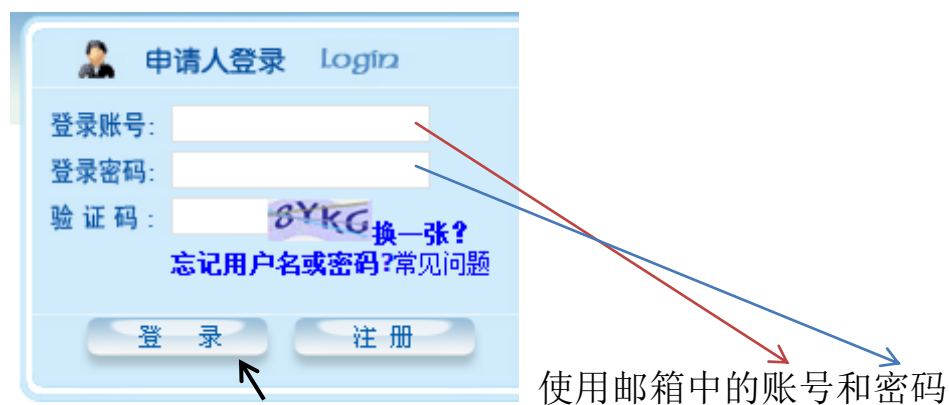 申请人登录 Login
登录账号:
登录密码:
验证码: 8YKG 换一张?
忘记用户名或密码?常见问题
登 录 注 册
使用邮箱中的账号和密码